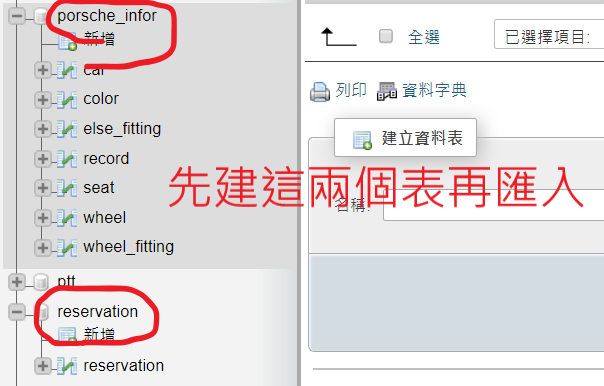 porsche_infor
新增
car
color
else_fitting
record
seat
wheel
wheel_fitting
ptt
reservation
新增
reservation
全選
已選擇項目:
列印
資料字典
建立資料表
名稱:
先建這兩個表再匯入